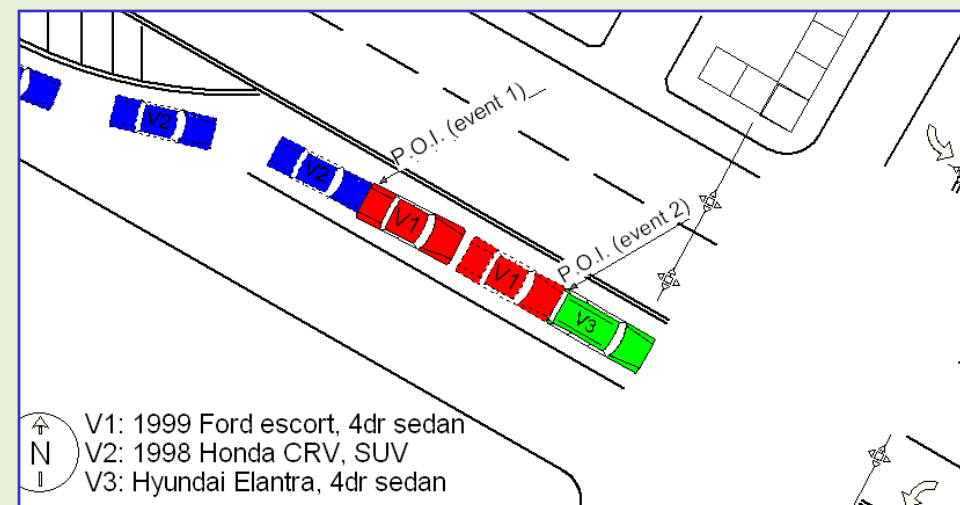 P.O.I. (event 1)
V2
V2
V1
P.O.I. (event 2)
V1
V3
N
V1: 1999 Ford escort, 4dr sedan
V2: 1998 Honda CRV, SUV
V3: Hyundai Elantra, 4dr sedan